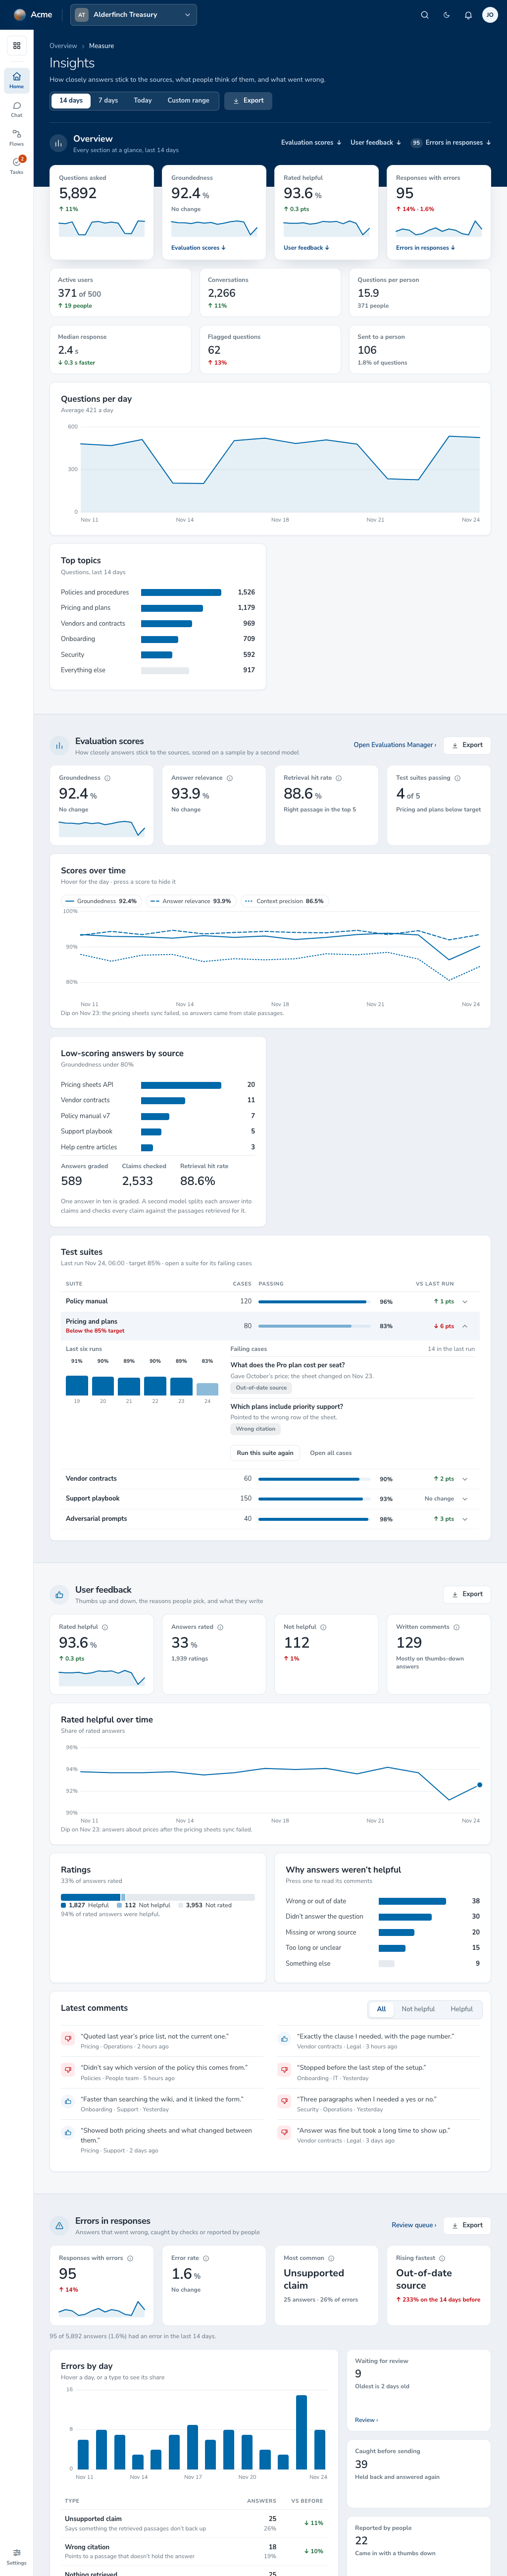 Acme
AT Alderfinch Treasury
JO
Home
Chat
Flows
2
Tasks
Settings
Overview › Measure
Insights
How closely answers stick to the sources, what people think of them, and what went wrong.
14 days 7 days Today Custom range Export
Overview
Every section at a glance, last 14 days
Evaluation scores ↓ User feedback ↓ 95 Errors in responses ↓
Questions asked
5,892
↑ 11%
Groundedness
92.4 %
No change
Evaluation scores ↓
Rated helpful
93.6 %
↑ 0.3 pts
User feedback ↓
Responses with errors
95
↑ 14% · 1.6%
Errors in responses ↓
Active users
371 of 500
↑ 19 people
Conversations
2,266
↑ 11%
Questions per person
15.9
371 people
Median response
2.4 s
↓ 0.3 s faster
Flagged questions
62
↑ 13%
Sent to a person
106
1.8% of questions
Questions per day
Average 421 a day
600
300
0
Nov 11 Nov 14 Nov 18 Nov 21 Nov 24
Top topics
Questions, last 14 days
Policies and procedures 1,526
Pricing and plans 1,179
Vendors and contracts 969
Onboarding 709
Security 592
Everything else 917
Evaluation scores
How closely answers stick to the sources, scored on a sample by a second model
Open Evaluations Manager › Export
Groundedness
92.4 %
No change
Answer relevance
93.9 %
No change
Retrieval hit rate
88.6 %
Right passage in the top 5
Test suites passing
4 of 5
Pricing and plans below target
Scores over time
Hover for the day · press a score to hide it
Groundedness 92.4% Answer relevance 93.9% Context precision 86.5%
100%
90%
80%
Nov 11 Nov 14 Nov 18 Nov 21 Nov 24
Dip on Nov 23: the pricing sheets sync failed, so answers came from stale passages.
Low-scoring answers by source
Groundedness under 80%
Pricing sheets API 20
Vendor contracts 11
Policy manual v7 7
Support playbook 5
Help centre articles 3
Answers graded Claims checked Retrieval hit rate
589 2,533 88.6%
One answer in ten is graded. A second model splits each answer into
claims and checks every claim against the passages retrieved for it.
Test suites
Last run Nov 24, 06:00 · target 85% · open a suite for its failing cases
SUITE CASES PASSING VS LAST RUN
Policy manual 120 96% ↑ 1 pts
Pricing and plans 80 83% ↓ 6 pts
Below the 85% target
Last six runs
91% 90% 89% 90% 89% 83%
19 20 21 22 23 24
Failing cases 14 in the last run
What does the Pro plan cost per seat?
Gave October's price; the sheet changed on Nov 23.
Out-of-date source
Which plans include priority support?
Pointed to the wrong row of the sheet.
Wrong citation
Run this suite again Open all cases
Vendor contracts 60 90% ↑ 2 pts
Support playbook 150 93% No change
Adversarial prompts 40 98% ↑ 3 pts
User feedback
Thumbs up and down, the reasons people pick, and what they write
Export
Rated helpful
93.6 %
↑ 0.3 pts
Answers rated
33 %
1,939 ratings
Not helpful
112
↑ 1%
Written comments
129
Mostly on thumbs-down
answers
Rated helpful over time
Share of rated answers
96%
94%
92%
90%
Nov 11 Nov 14 Nov 18 Nov 21 Nov 24
Dip on Nov 23: answers about prices after the pricing sheets sync failed.
Ratings
33% of answers rated
1,827 Helpful 112 Not helpful 3,953 Not rated
94% of rated answers were helpful.
Why answers weren't helpful
Press one to read its comments
Wrong or out of date 38
Didn't answer the question 30
Missing or wrong source 20
Too long or unclear 15
Something else 9
Latest comments
All Not helpful Helpful
“Quoted last year's price list, not the current one.”
Pricing · Operations · 2 hours ago
“Exactly the clause I needed, with the page number.”
Vendor contracts · Legal · 3 hours ago
“Didn't say which version of the policy this comes from.”
Policies · People team · 5 hours ago
“Stopped before the last step of the setup.”
Onboarding · IT · Yesterday
“Faster than searching the wiki, and it linked the form.”
Onboarding · Support · Yesterday
“Three paragraphs when I needed a yes or no.”
Security · Operations · Yesterday
“Showed both pricing sheets and what changed between
them.”
Pricing · Support · 2 days ago
“Answer was fine but took a long time to show up.”
Vendor contracts · Legal · 3 days ago
Errors in responses
Answers that went wrong, caught by checks or reported by people
Review queue › Export
Responses with errors
95
↑ 14%
Error rate
1.6 %
No change
Most common
Unsupported
claim
25 answers · 26% of errors
Rising fastest
Out-of-date
source
↑ 233% on the 14 days before
95 of 5,892 answers (1.6%) had an error in the last 14 days.
Errors by day
Hover a day, or a type to see its share
16
8
0
Nov 11 Nov 14 Nov 17 Nov 20 Nov 24
TYPE ANSWERS VS BEFORE
Unsupported claim 25 ↓ 11%
Says something the retrieved passages don't back up 26%
Wrong citation 18 ↓ 10%
Points to a passage that doesn't hold the answer 19%
Nothing retrieved 25
Waiting for review
9
Oldest is 2 days old
Review ›
Caught before sending
39
Held back and answered again
Reported by people
22
Came in with a thumbs down